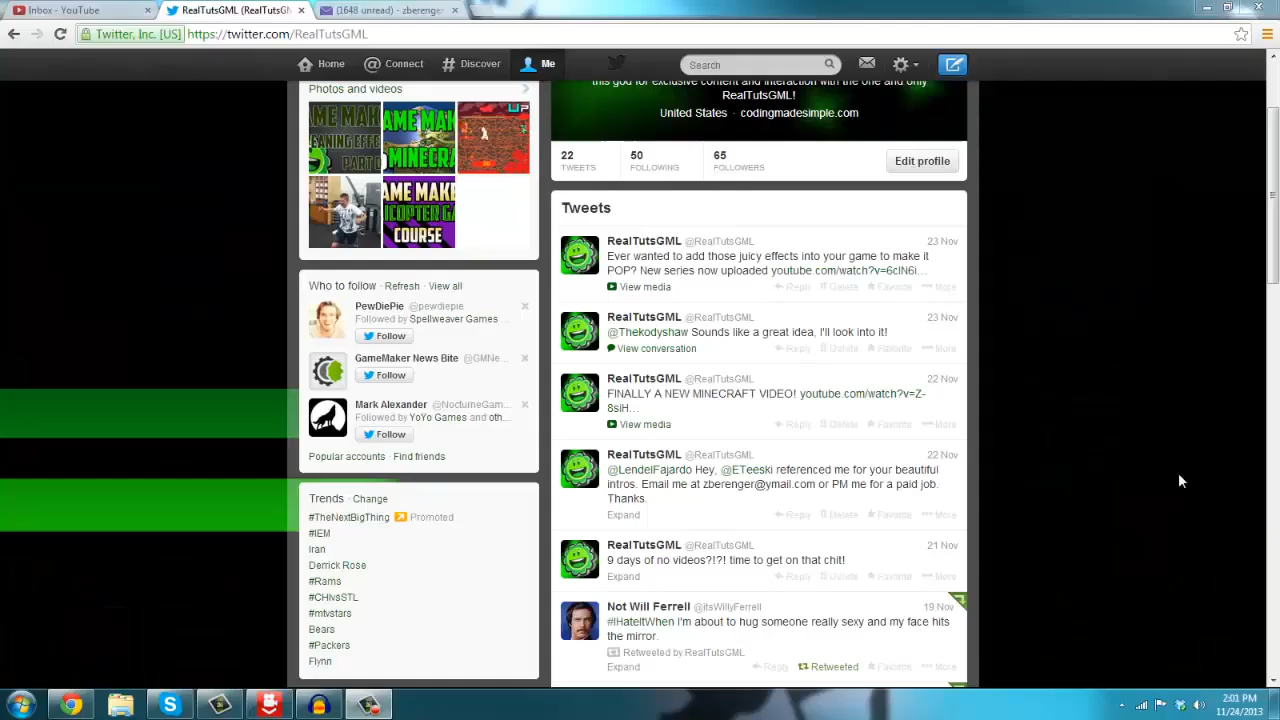 Inbox - YouTube
RealTutsGML (RealTutsGM
(1648 unread) - zberenger
Twitter, Inc. [US] https://twitter.com/RealTutsGML
Home @ Connect # Discover Me Search
Photos and videos
this god for exclusive content and interaction with the one and only
RealTutsGML!
United States · codingmadesimple.com
22 50 65
TWEETS FOLLOWING FOLLOWERS
Edit profile
AME MAK
EANING EFFE
PART
GAME MAKE
MINECRA
UP
GAME MAKE
ICOPTER GA
COURSE
Who to follow · Refresh · View all
PewDiePie @pewdiepie
Followed by Spellweaver Games ...
Follow
GameMaker News Bite @GMNe...
Follow
Mark Alexander @NocturneGam...
Followed by YoYo Games and oth...
Follow
Popular accounts · Find friends
Trends · Change
#TheNextBigThing Promoted
#IEM
Iran
Derrick Rose
#Rams
#CHIvsSTL
#mtvstars
Bears
#Packers
Flynn
Tweets
RealTutsGML @RealTutsGML 23 Nov
Ever wanted to add those juicy effects into your game to make it
POP? New series now uploaded youtube.com/watch?v=6clN6i...
View media Reply Delete Favorite More
RealTutsGML @RealTutsGML 23 Nov
@Thekodyshaw Sounds like a great idea, I'll look into it!
View conversation Reply Delete Favorite More
RealTutsGML @RealTutsGML 22 Nov
FINALLY A NEW MINECRAFT VIDEO! youtube.com/watch?v=Z-
8siH...
View media Reply Delete Favorite More
RealTutsGML @RealTutsGML 22 Nov
@LendelFajardo Hey, @ETeeski referenced me for your beautiful
intros. Email me at zberenger@ymail.com or PM me for a paid job.
Thanks.
Expand Reply Delete Favorite More
RealTutsGML @RealTutsGML 21 Nov
9 days of no videos?!?! time to get on that chit!
Expand Reply Delete Favorite More
Not Will Ferrell @itsWillyFerrell 19 Nov
#IHateItWhen I'm about to hug someone really sexy and my face hits
the mirror.
Retweeted by RealTutsGML
Expand Reply Retweeted Favorite More
2:01 PM
11/24/2013